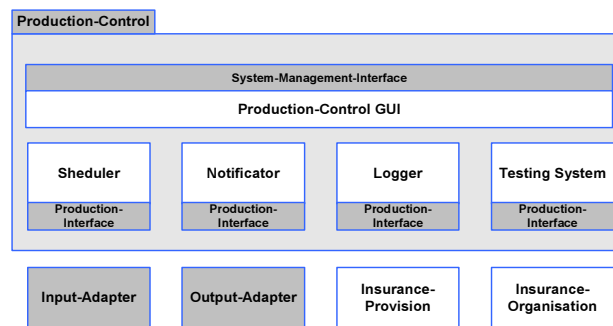 Production-Control
System-Management-Interface
Production-Control GUI
Sheduler
Notificator
Logger
Testing System
Production-
Interface
Production-
Interface
Production-
Interface
Production-
Interface
Input-Adapter
Output-Adapter
Insurance-
Provision
Insurance-
Organisation